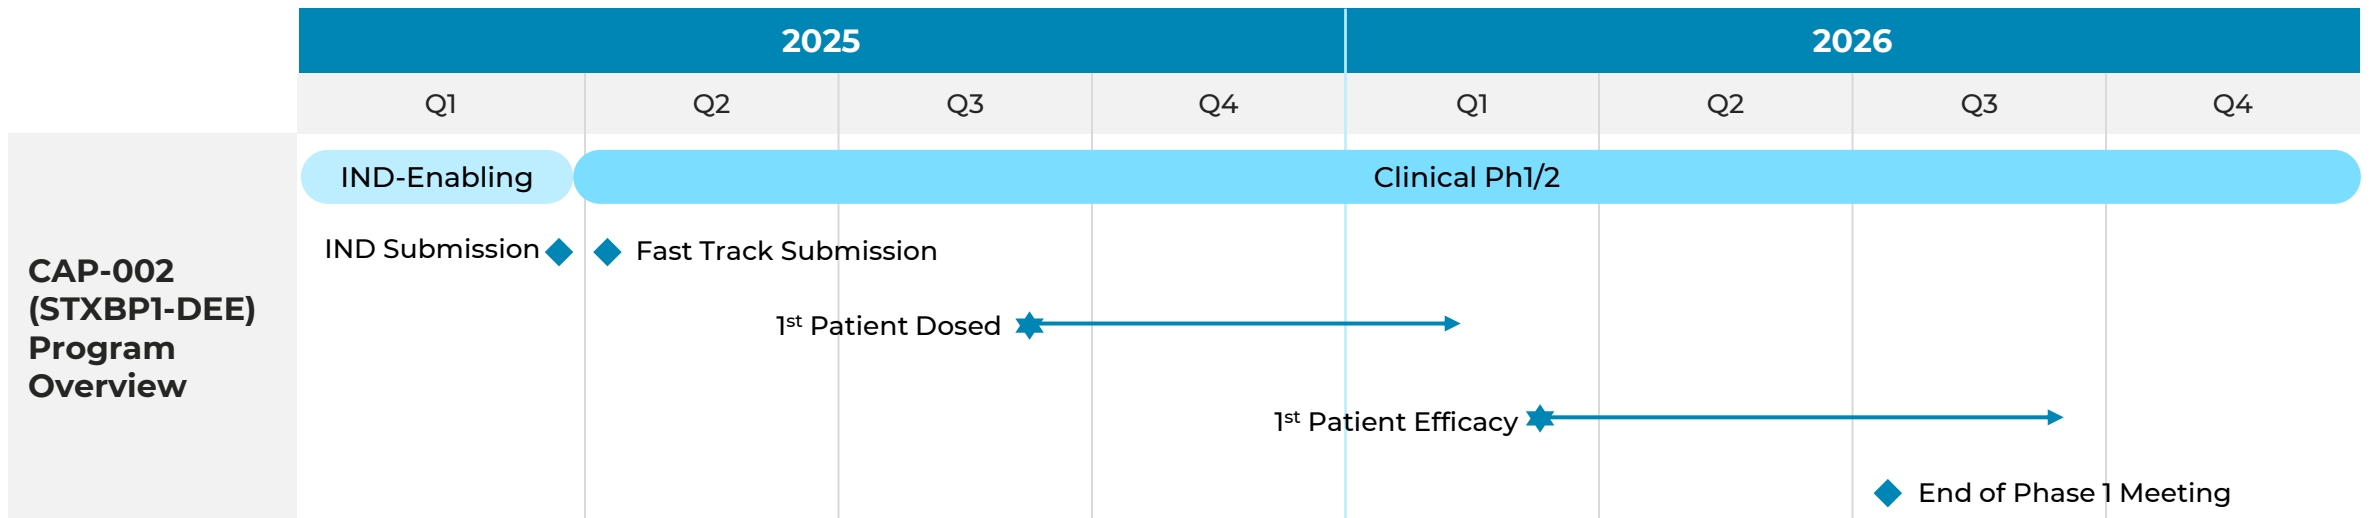 2025
2026
Q1
Q2
Q3
Q4
Q1
Q2
Q3
Q4
IND-Enabling
Clinical Ph1/2
CAP-002
(STXBP1-DEE)
Program
Overview
IND Submission
Fast Track Submission
1st Patient Dosed
1st Patient Efficacy
End of Phase 1 Meeting